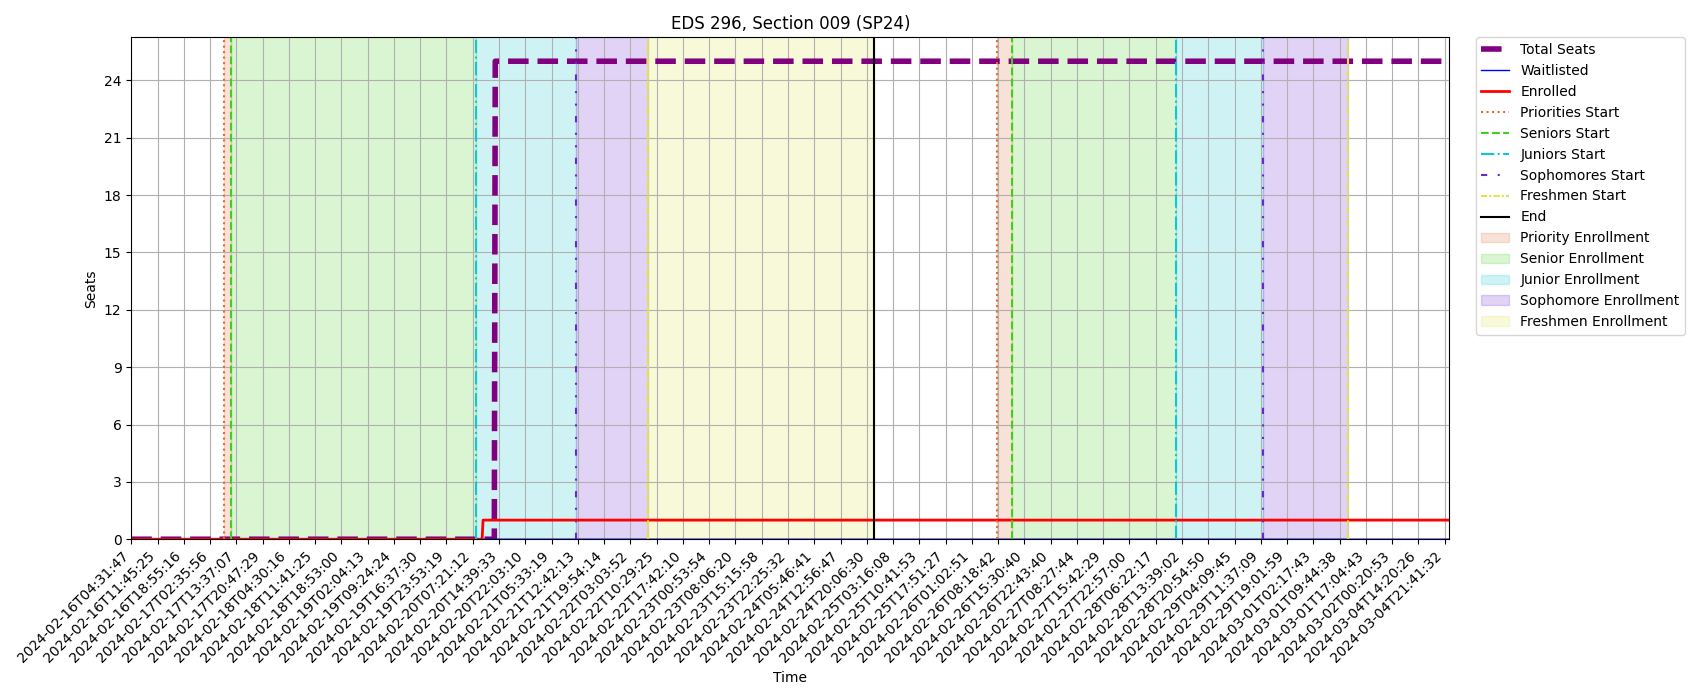 EDS 296, Section 009 (SP24)
Seats
24
21
18
15
12
9
6
3
0
2024-02-16T04:31:47
2024-02-16T11:45:25
2024-02-16T18:55:16
2024-02-17T02:35:56
2024-02-17T13:37:07
2024-02-17T20:47:29
2024-02-18T04:30:16
2024-02-18T11:41:25
2024-02-18T18:53:00
2024-02-19T02:04:13
2024-02-19T09:24:24
2024-02-19T16:37:30
2024-02-19T23:53:19
2024-02-20T07:21:12
2024-02-20T14:39:33
2024-02-20T22:03:10
2024-02-21T05:33:19
2024-02-21T12:42:13
2024-02-21T19:54:14
2024-02-22T03:03:52
2024-02-22T10:29:25
2024-02-22T17:42:10
2024-02-23T00:53:54
2024-02-23T08:06:20
2024-02-23T15:15:58
2024-02-23T22:25:32
2024-02-24T05:46:41
2024-02-24T12:56:47
2024-02-24T20:06:30
2024-02-25T03:16:08
2024-02-25T10:41:53
2024-02-25T17:51:27
2024-02-26T01:02:51
2024-02-26T08:18:42
2024-02-26T15:30:40
2024-02-26T22:43:40
2024-02-27T08:27:44
2024-02-27T15:42:29
2024-02-27T22:57:00
2024-02-28T06:22:17
2024-02-28T13:39:02
2024-02-28T20:54:50
2024-02-29T04:09:45
2024-02-29T11:37:09
2024-02-29T19:01:59
2024-03-01T02:17:43
2024-03-01T09:44:38
2024-03-01T17:04:43
2024-03-02T00:20:53
2024-03-04T14:20:26
2024-03-04T21:41:32
Time
Total Seats
Waitlisted
Enrolled
Priorities Start
Seniors Start
Juniors Start
Sophomores Start
Freshmen Start
End
Priority Enrollment
Senior Enrollment
Junior Enrollment
Sophomore Enrollment
Freshmen Enrollment